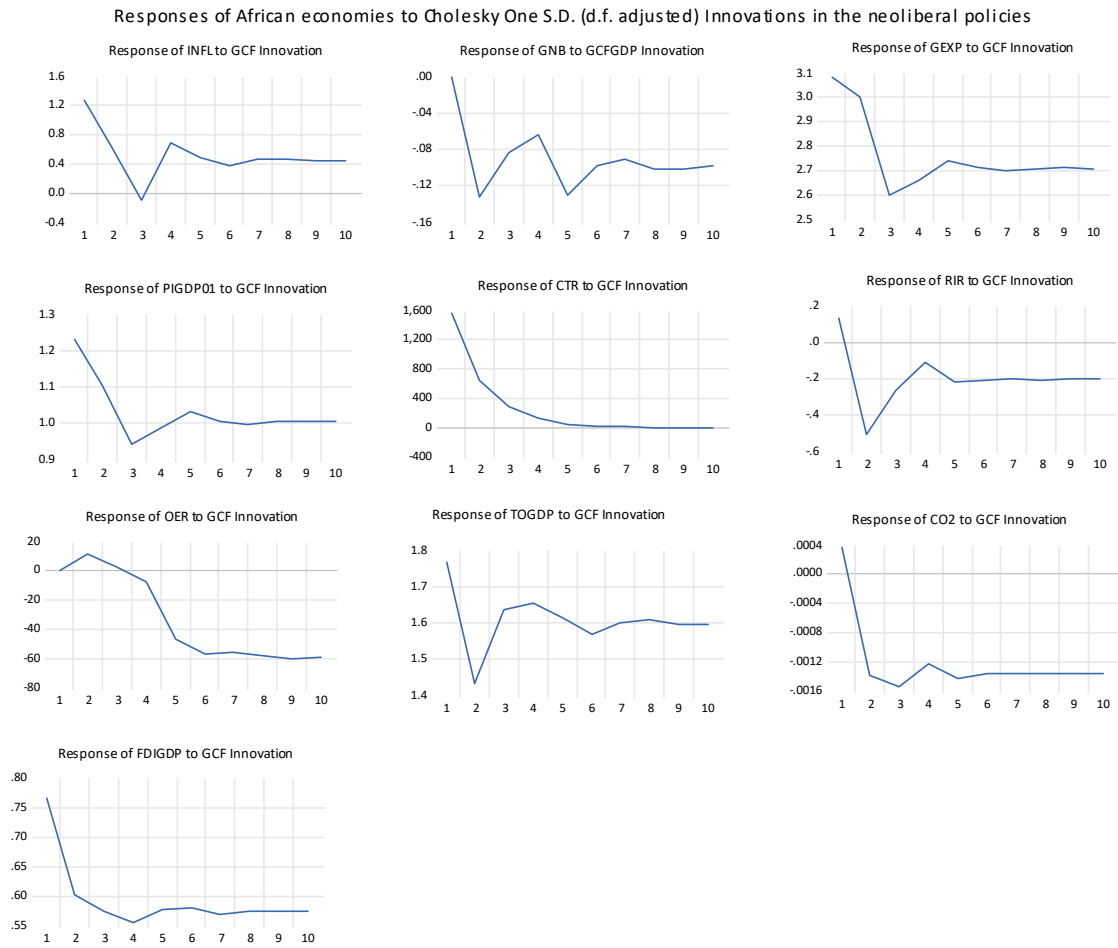 Responses of African economies to Cholesky One S.D. (d.f. adjusted) Innovations in the neoliberal policies
Response of INFL to GCF Innovation
1.6
1.2
0.8
0.4
0.0
-0.4
1 2 3 4 5 6 7 8 9 10
Response of GNB to GCFGDP Innovation
.00
-.04
-.08
-.12
-.16
1 2 3 4 5 6 7 8 9 10
Response of GEXP to GCF Innovation
3.1
3.0
2.9
2.8
2.7
2.6
2.5
1 2 3 4 5 6 7 8 9 10
Response of PIGDP01 to GCF Innovation
1.3
1.2
1.1
1.0
0.9
1 2 3 4 5 6 7 8 9 10
Response of CTR to GCF Innovation
1,600
1,200
800
400
0
-400
1 2 3 4 5 6 7 8 9 10
Response of RIR to GCF Innovation
.2
.0
-.2
-.4
-.6
1 2 3 4 5 6 7 8 9 10
Response of OER to GCF Innovation
20
0
-20
-40
-60
-80
1 2 3 4 5 6 7 8 9 10
Response of TOGDP to GCF Innovation
1.8
1.7
1.6
1.5
1.4
1 2 3 4 5 6 7 8 9 10
Response of CO2 to GCF Innovation
.0004
.0000
-.0004
-.0008
-.0012
-.0016
1 2 3 4 5 6 7 8 9 10
Response of FDIGDP to GCF Innovation
.80
.75
.70
.65
.60
.55
1 2 3 4 5 6 7 8 9 10